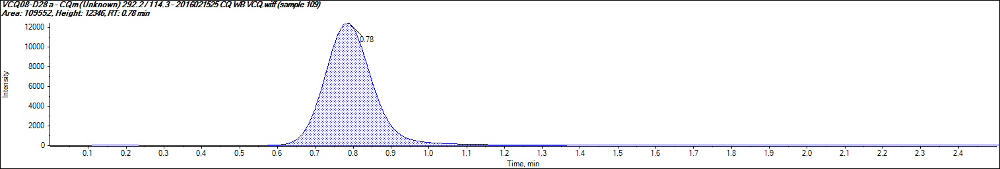 VCQ08-D28 a - CQm (Unknown) 292.2 / 114.3 - 2016021525 CQ WB VCQ.wiff (sample 109)
Area: 109552, Height: 12346, RT: 0.78 min
12000
0.78
10000
8000
Intensity
6000
4000
2000
0
0.1 0.2 0.3 0.4 0.5 0.6 0.7 0.8 0.9 1.0 1.1 1.2 1.3 1.4 1.5 1.6 1.7 1.8 1.9 2.0 2.1 2.2 2.3 2.4
Time, min